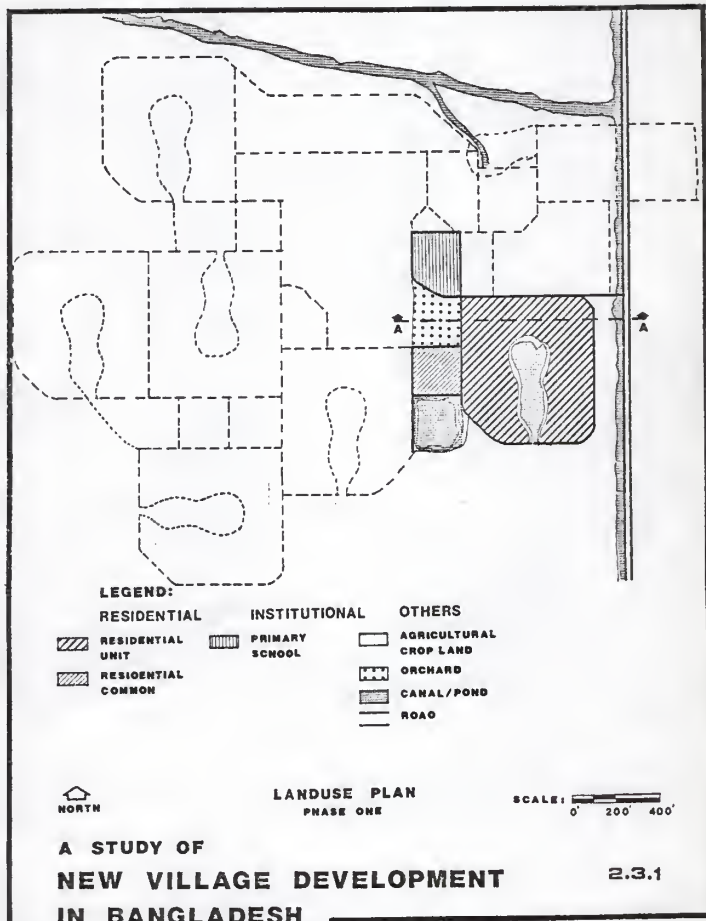 A A
LEGEND:
RESIDENTIAL INSTITUTIONAL OTHERS
RESIDENTIAL UNIT
RESIDENTIAL COMMON
PRIMARY SCHOOL
AGRICULTURAL CROP LAND
ORCHARD
CANAL/POND
ROAD
NORTH
LANDUSE PLAN
PHASE ONE
SCALE:
0' 200' 400'
A STUDY OF
NEW VILLAGE DEVELOPMENT
IN BANGLADESH
2.3.1